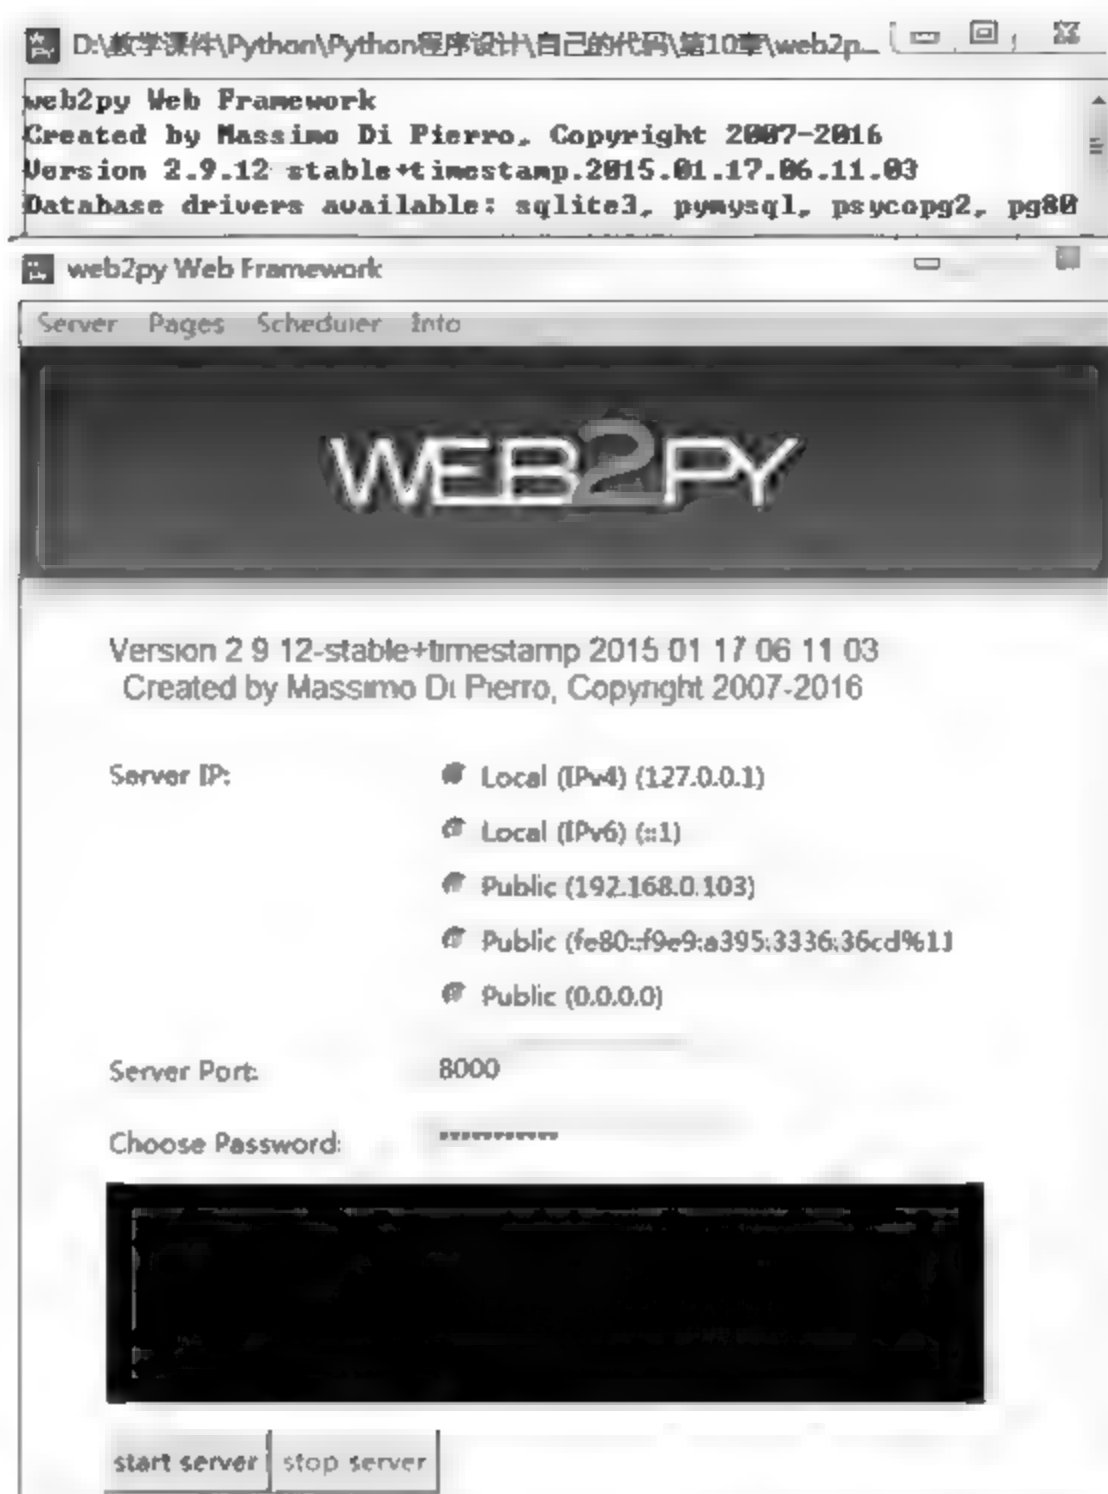 D:\教学课件\Python\Python程序设计\自己的代码\第10章\web2p...
web2py Web Framework
Created by Massimo Di Pierro, Copyright 2007-2016
Version 2.9.12-stable+timestamp.2015.01.17.06.11.03
Database drivers available: sqlite3, pymysql, psycopg2, pg80
web2py Web Framework
Server Pages Scheduler Info
WEB2PY
Version 2.9.12-stable+timestamp.2015.01.17.06.11.03
Created by Massimo Di Pierro, Copyright 2007-2016
Server IP:
Local (IPv4) (127.0.0.1)
Local (IPv6) (::1)
Public (192.168.0.103)
Public (fe80::f9e9:a395:3336:36cd%11
Public (0.0.0.0)
Server Port:
8000
Choose Password:
***********
start server stop server